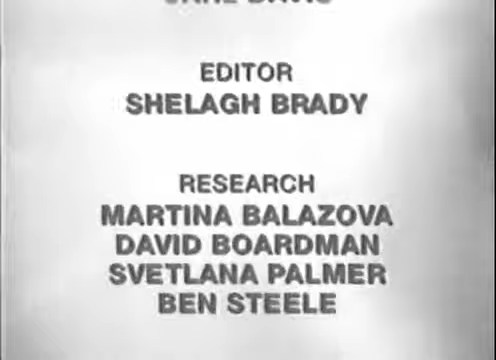 EDITOR
SHELAGH BRADY
RESEARCH
MARTINA BALAZOVA
DAVID BOARDMAN
SVETLANA PALMER
BEN STEELE